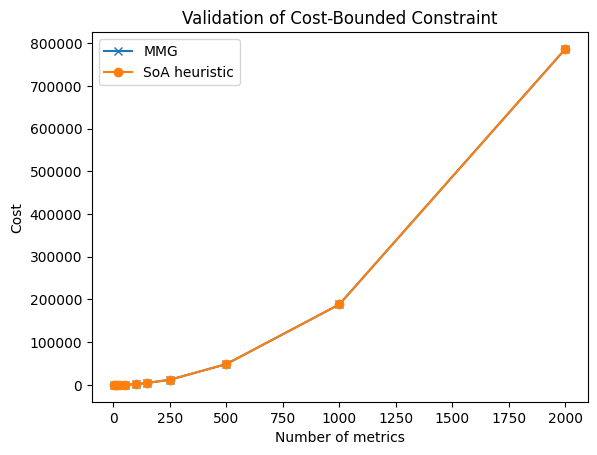 Validation of Cost-Bounded Constraint
MMG
SoA heuristic
800000
700000
600000
500000
400000
300000
200000
100000
0
Cost
0 250 500 750 1000 1250 1500 1750 2000
Number of metrics